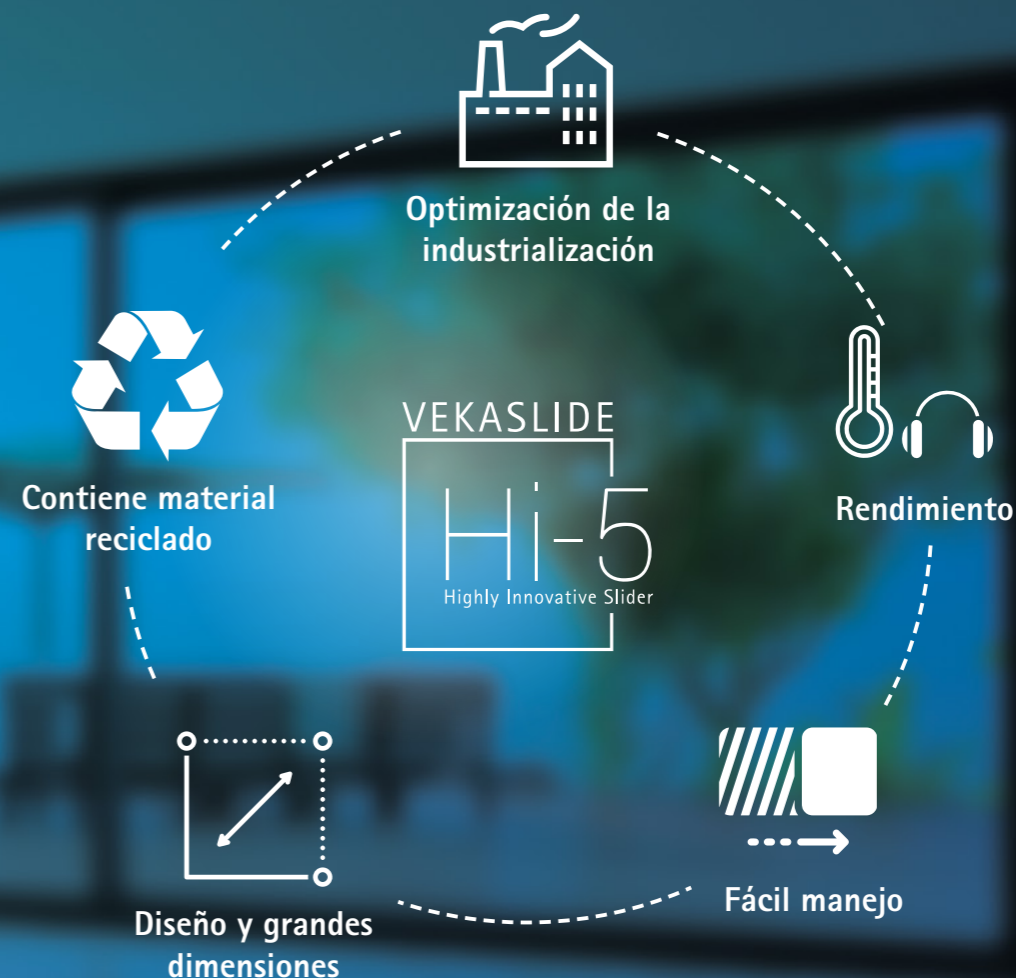 Optimización de la
industrialización
Contiene material
reciclado
VEKASLIDE
Hi-5
Highly Innovative Slider
Rendimiento
Diseño y grandes
dimensiones
Fácil manejo